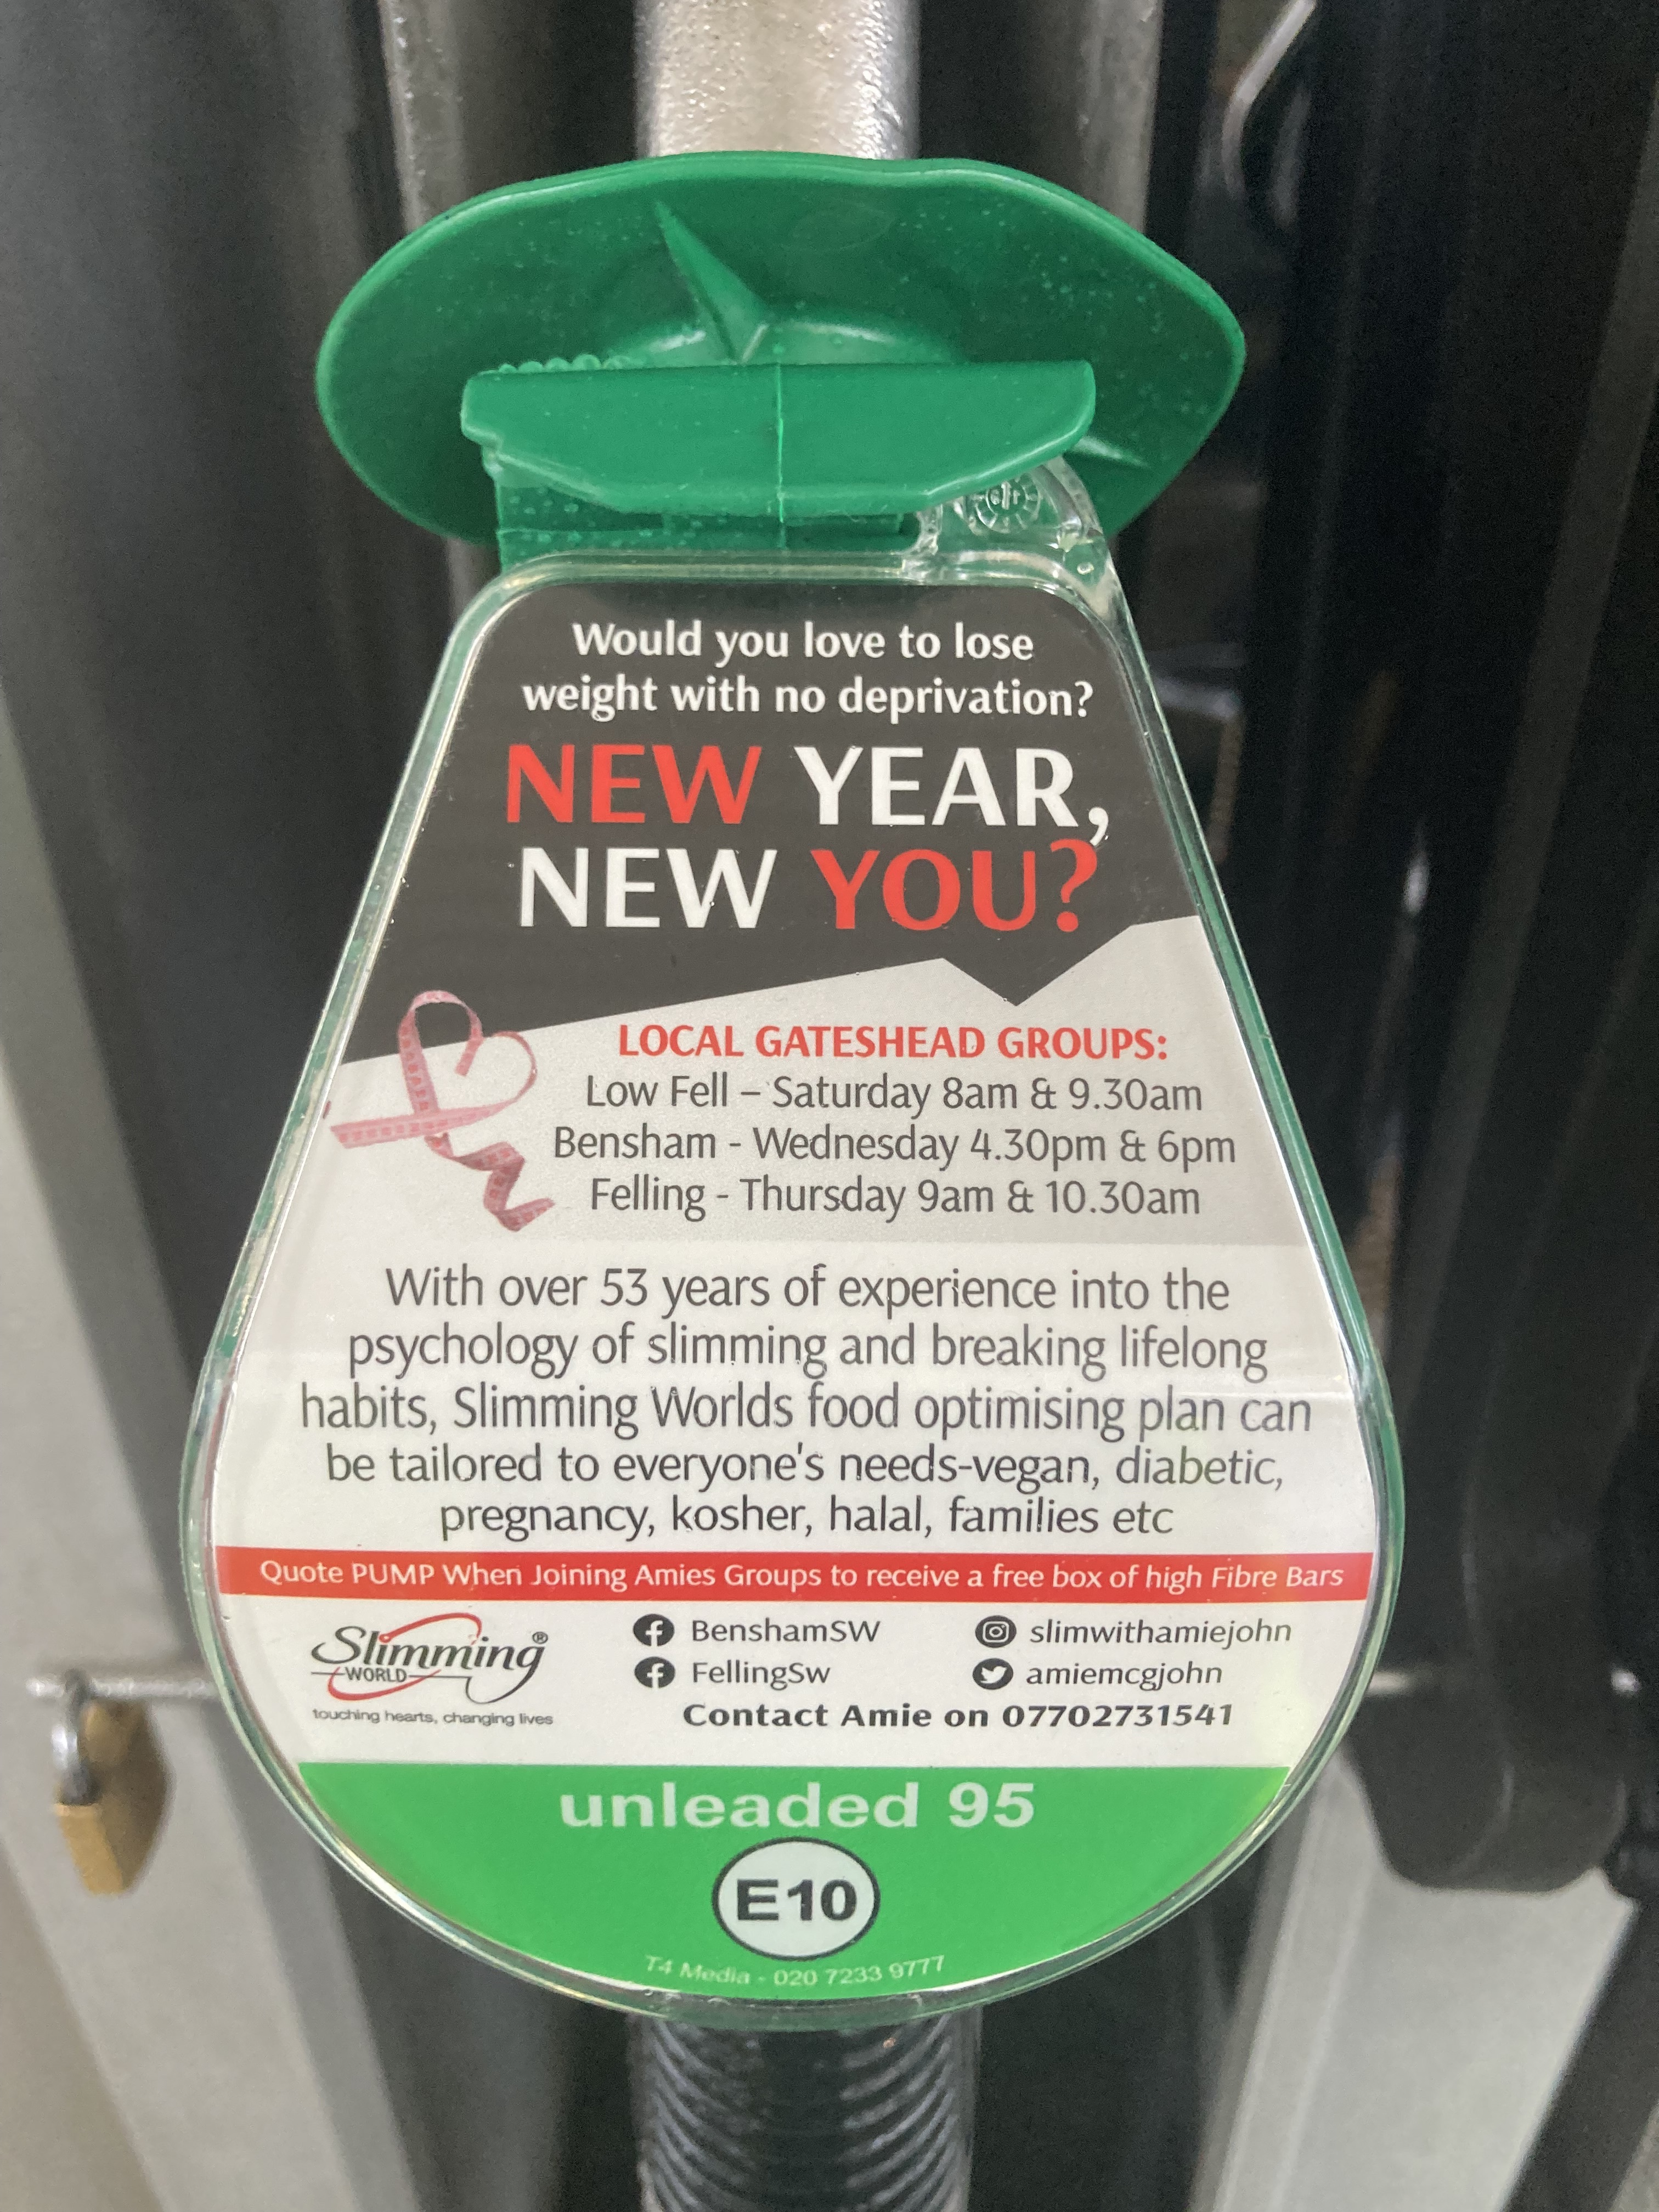 Would you love to lose
weight with no deprivation?
NEW YEAR,
NEW YOU?
LOCAL GATESHEAD GROUPS:
Low Fell – Saturday 8am & 9.30am
Bensham - Wednesday 4.30pm & 6pm
Felling - Thursday 9am & 10.30am
With over 53 years of experience into the
psychology of slimming and breaking lifelong
habits, Slimming Worlds food optimising plan can
be tailored to everyone's needs-vegan, diabetic,
pregnancy, kosher, halal, families etc
Quote PUMP When Joining Amies Groups to receive a free box of high Fibre Bars
Slimming®
WORLD
touching hearts, changing lives
BenshamSW
slimwithamiejohn
FellingSw
amiemcgjohn
Contact Amie on 07702731541
unleaded 95
E10
T4 Media - 020 7233 9777